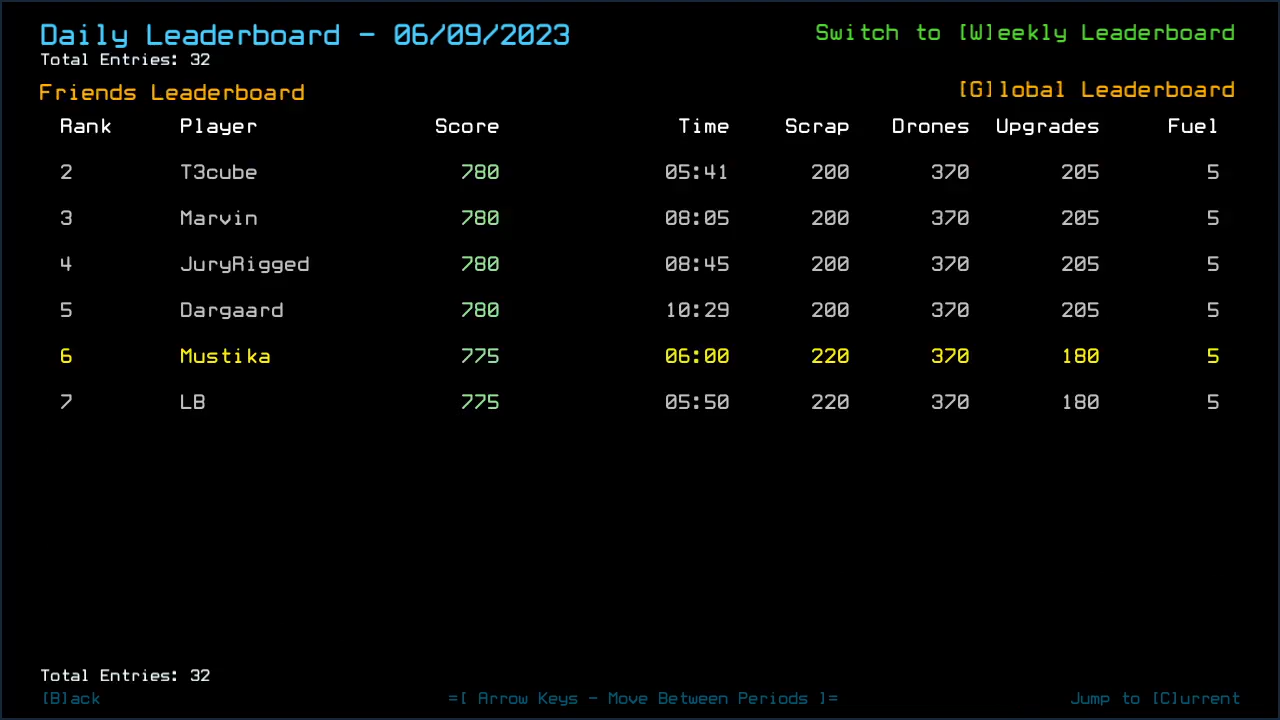 Daily Leaderboard - 06/09/2023
Switch to [W]eekly Leaderboard
Total Entries: 32
Friends Leaderboard
[G]lobal Leaderboard
Rank Player Score Time Scrap Drones Upgrades Fuel
2 T3cube 780 05:41 200 370 205 5
3 Marvin 780 08:05 200 370 205 5
4 JuryRigged 780 08:45 200 370 205 5
5 Dargaard 780 10:29 200 370 205 5
6 Mustika 775 06:00 220 370 180 5
7 LB 775 05:50 220 370 180 5
Total Entries: 32
[B]ack =[ Arrow Keys - Move Between Periods ]= Jump to [C]urrent